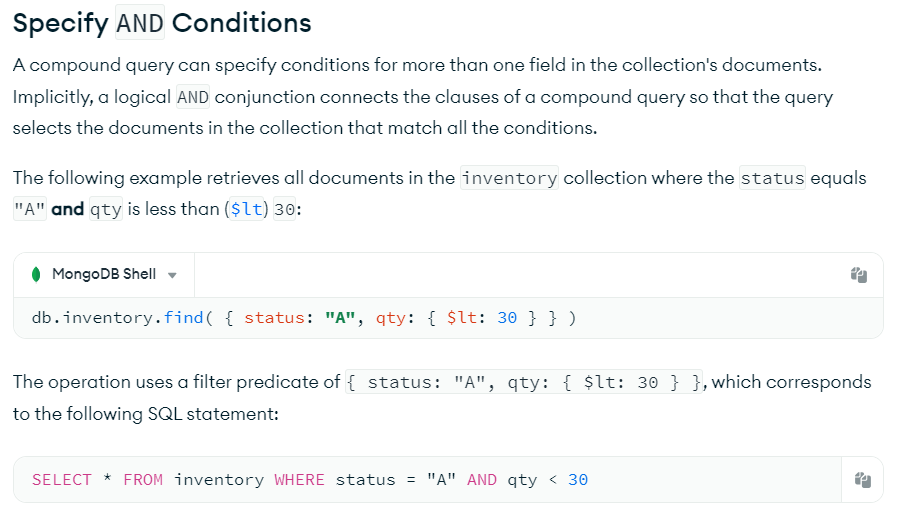 Specify AND Conditions
A compound query can specify conditions for more than one field in the collection's documents.
Implicitly, a logical AND conjunction connects the clauses of a compound query so that the query
selects the documents in the collection that match all the conditions.
The following example retrieves all documents in the inventory collection where the status equals
"A" and qty is less than ($lt) 30:
MongoDB Shell
db.inventory.find( { status: "A", qty: { $lt: 30 } } )
The operation uses a filter predicate of { status: "A", qty: { $lt: 30 } }, which corresponds
to the following SQL statement:
SELECT * FROM inventory WHERE status = "A" AND qty < 30